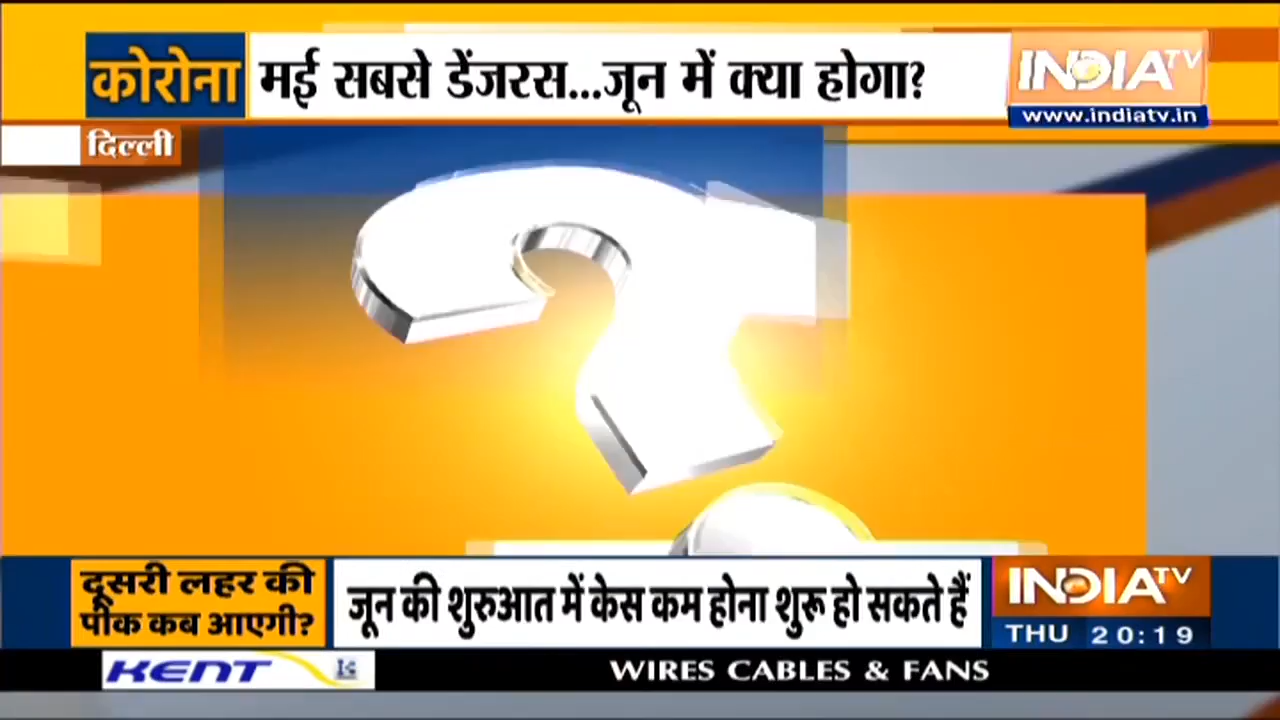 कोरोना
मई सबसे डेंजरस...जून में क्या होगा?
INDIA TV
www.indiatv.in
दिल्ली
दूसरी लहर की
पीक कब आएगी?
जून की शुरुआत में केस कम होना शुरू हो सकते हैं
INDIA TV
THU 20:19
KENT
WIRES CABLES & FANS